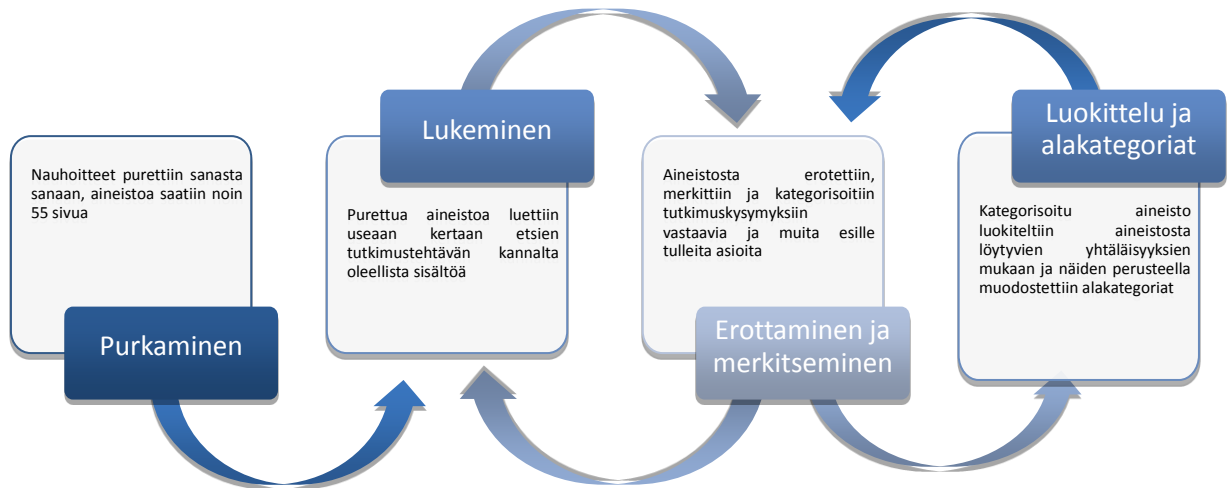 Nauhoitteet purettiin sanasta
sanaan, aineistoa saatiin noin
55 sivua
Purkaminen
Lukeminen
Purettua aineistoa luettiin
useaan kertaan etsien
tutkimustehtävän kannalta
oleellista sisältöä
Aineistosta erotettiin,
merkittiin ja kategorisoitiin
tutkimuskysymyksiin
vastaavia ja muita esille
tulleita asioita
Erottaminen ja
merkitseminen
Luokittelu ja
alakategoriat
Kategorisoitu aineisto
luokiteltiin aineistosta
löytyvien yhtäläisyyksien
mukaan ja näiden perusteella
muodostettiin alakategoriat